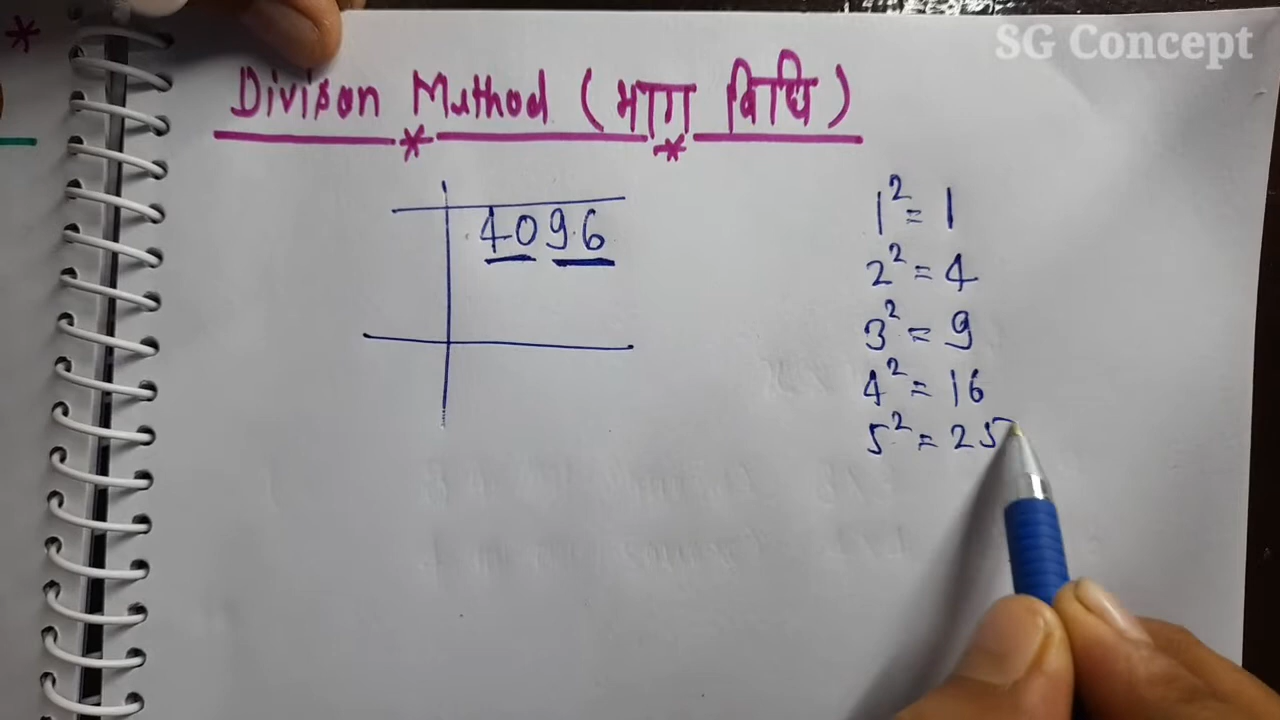 SG Concept
Divison Method (भाग विधि)
4096
1² = 1
2² = 4
3² = 9
4² = 16
5² = 25